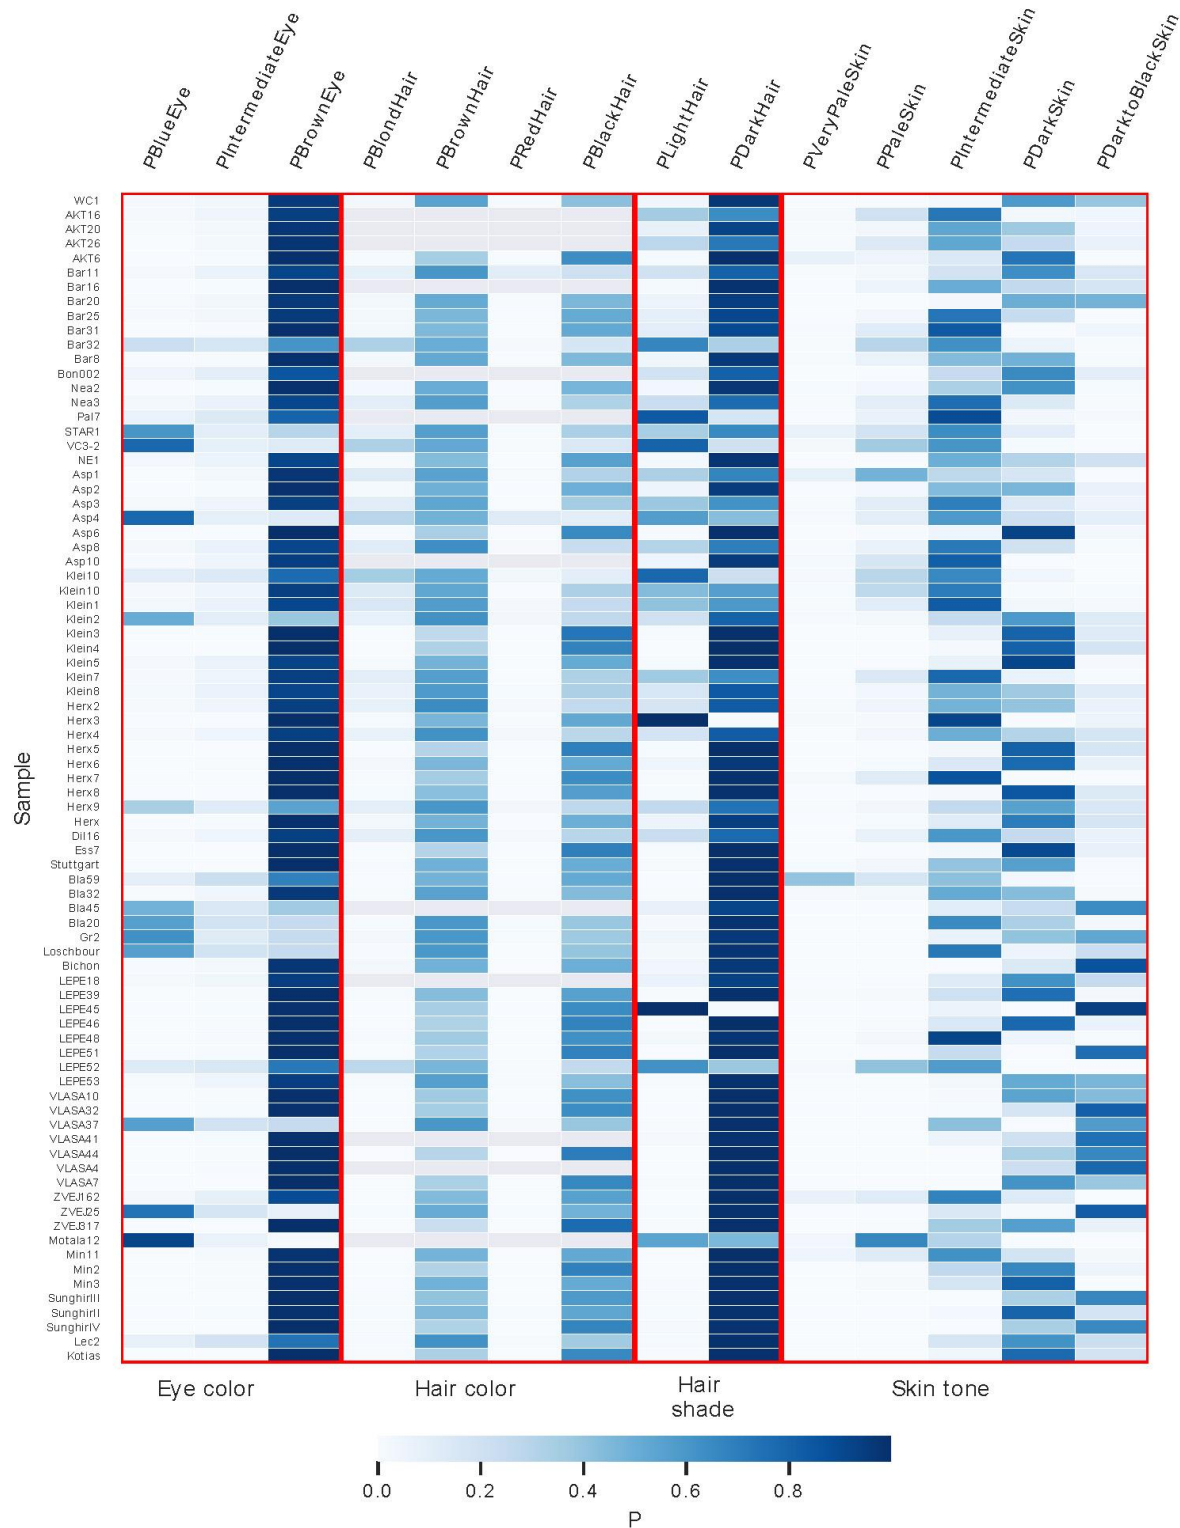 PBlueEye
PIntermediateEye
PBrownEye
PBlondHair
PBrownHair
PRedHair
PBlackHair
PLightHair
PDarkHair
PVeryPaleSkin
PPaleSkin
PIntermediateSkin
PDarkSkin
PDarktoBlackSkin
Sample
WC1
AKT16
AKT20
AKT26
AKT6
Bar11
Bar16
Bar20
Bar25
Bar31
Bar32
Bar8
Bon002
Nea2
Nea3
Pal7
STAR1
VC3-2
NE1
Asp1
Asp2
Asp3
Asp4
Asp6
Asp8
Asp10
Klei10
Klein10
Klein1
Klein2
Klein3
Klein4
Klein5
Klein7
Klein8
Herx2
Herx3
Herx4
Herx5
Herx6
Herx7
Herx8
Herx9
Herx
Dil16
Ess7
Stuttgart
Bla59
Bla32
Bla45
Bla20
Gr2
Loschbour
Bichon
LEPE18
LEPE39
LEPE45
LEPE46
LEPE48
LEPE51
LEPE52
LEPE53
VLASA10
VLASA32
VLASA37
VLASA41
VLASA44
VLASA4
VLASA7
ZVEJ162
ZVEJ25
ZVEJ317
Motala12
Min11
Min2
Min3
SunghirIII
SunghirII
SunghirIV
Lec2
Kotias
Eye color
Hair color
Hair
shade
Skin tone
0.0 0.2 0.4 0.6 0.8
P